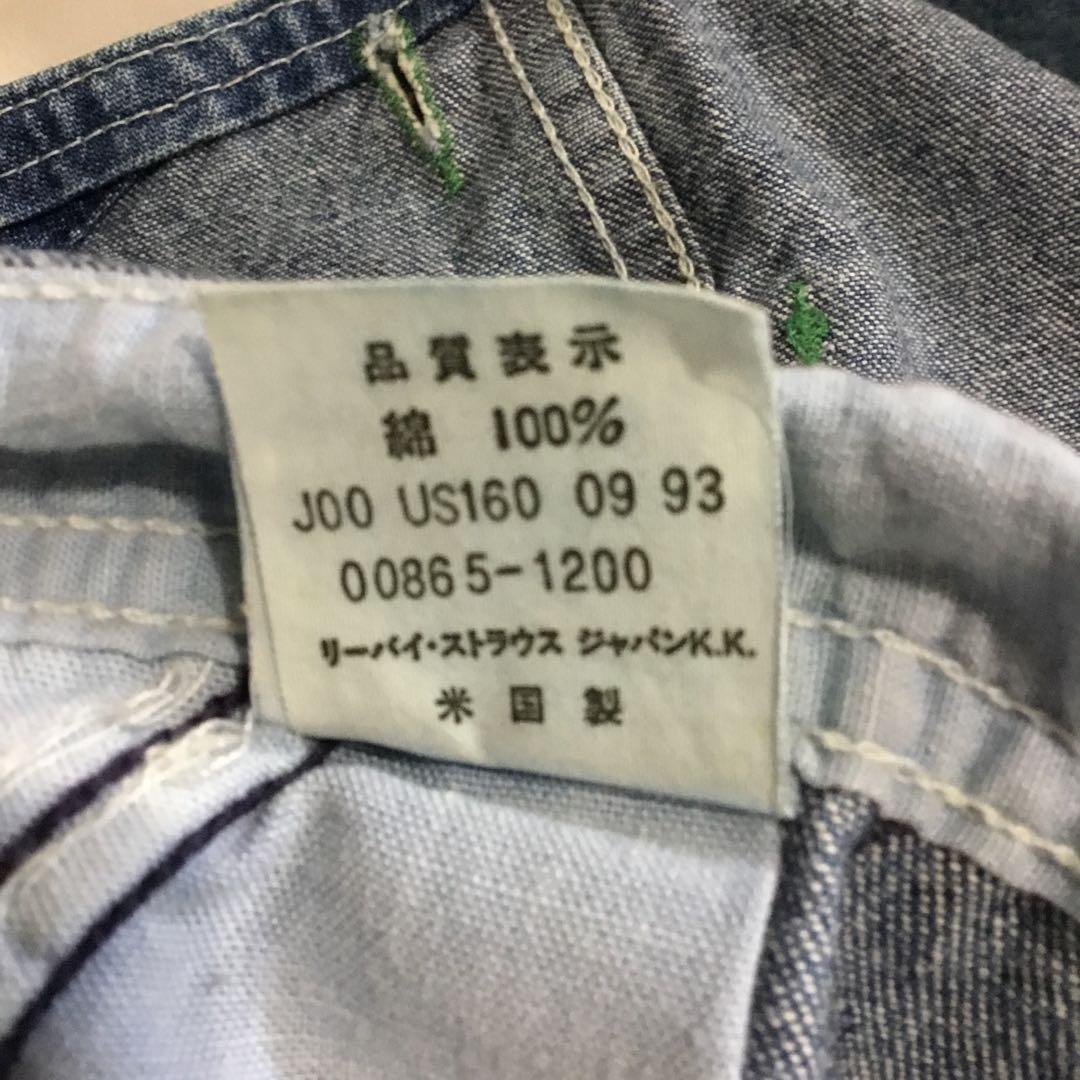 品質表示
綿 100%
J00 US160 09 93
00865-1200
リーバイ・ストラウス ジャパンK.K.
米国製